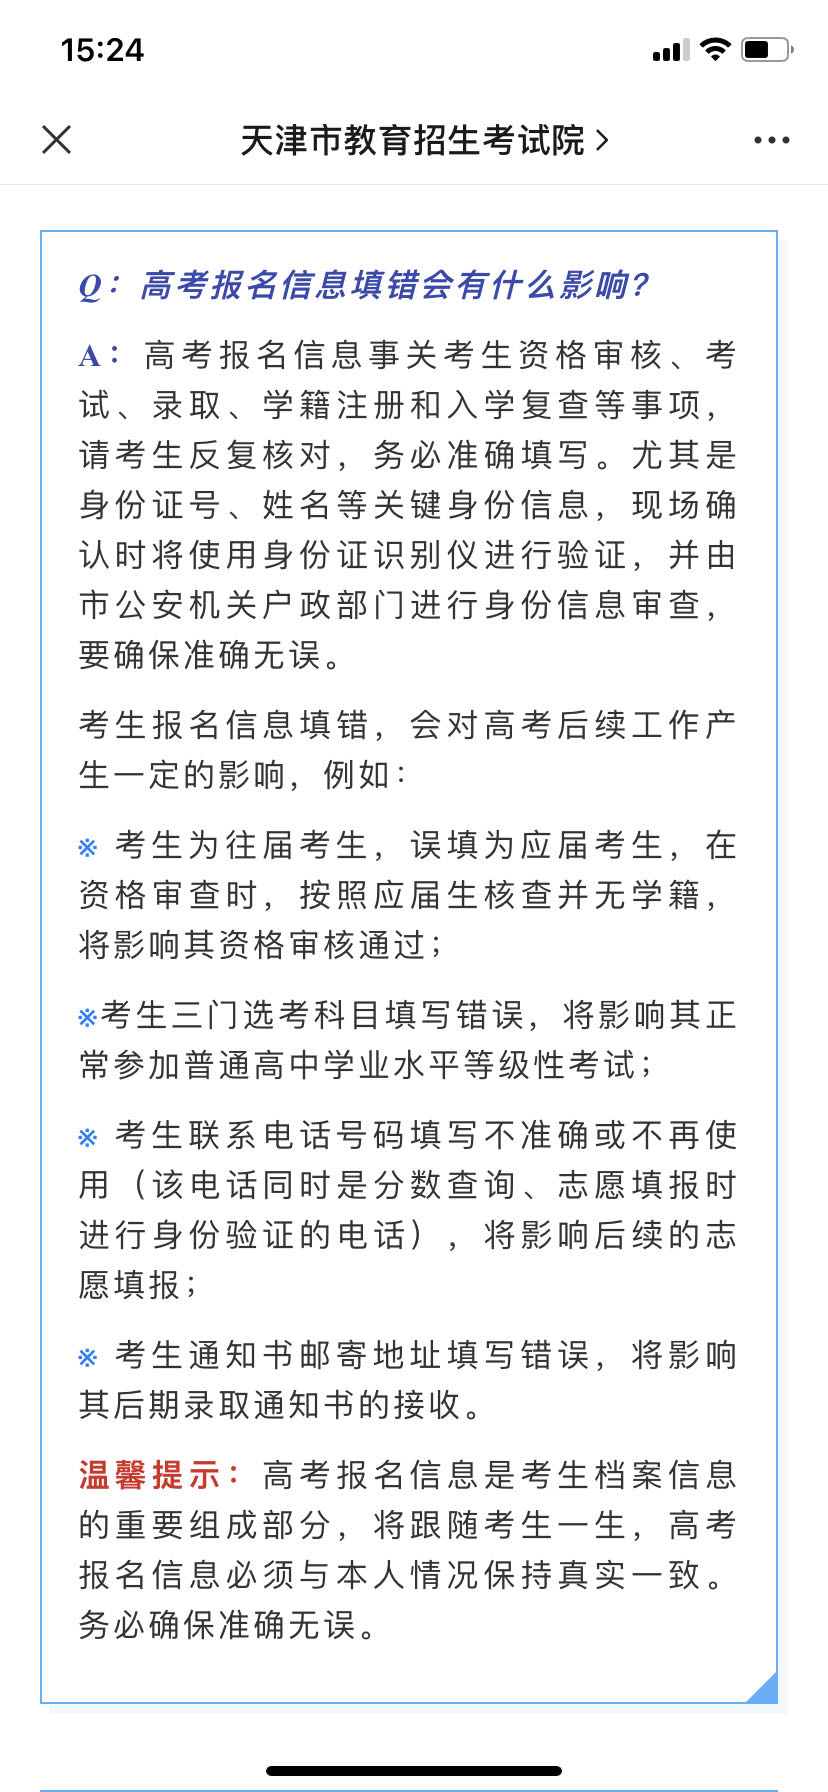 15:24
天津市教育招生考试院
Q：高考报名信息填错会有什么影响？
A：高考报名信息事关考生资格审核、考
试、录取、学籍注册和入学复查等事项，
请考生反复核对，务必准确填写。尤其是
身份证号、姓名等关键身份信息，现场确
认时将使用身份证识别仪进行验证，并由
市公安机关户政部门进行身份信息审查，
要确保准确无误。
考生报名信息填错，会对高考后续工作产
生一定的影响，例如：
※ 考生为往届考生，误填为应届考生，在
资格审查时，按照应届生核查并无学籍，
将影响其资格审核通过；
※考生三门选考科目填写错误，将影响其正
常参加普通高中学业水平等级性考试；
※ 考生联系电话号码填写不准确或不再使
用（该电话同时是分数查询、志愿填报时
进行身份验证的电话），将影响后续的志
愿填报；
※ 考生通知书邮寄地址填写错误，将影响
其后期录取通知书的接收。
温馨提示：高考报名信息是考生档案信息
的重要组成部分，将跟随考生一生，高考
报名信息必须与本人情况保持真实一致。
务必确保准确无误。